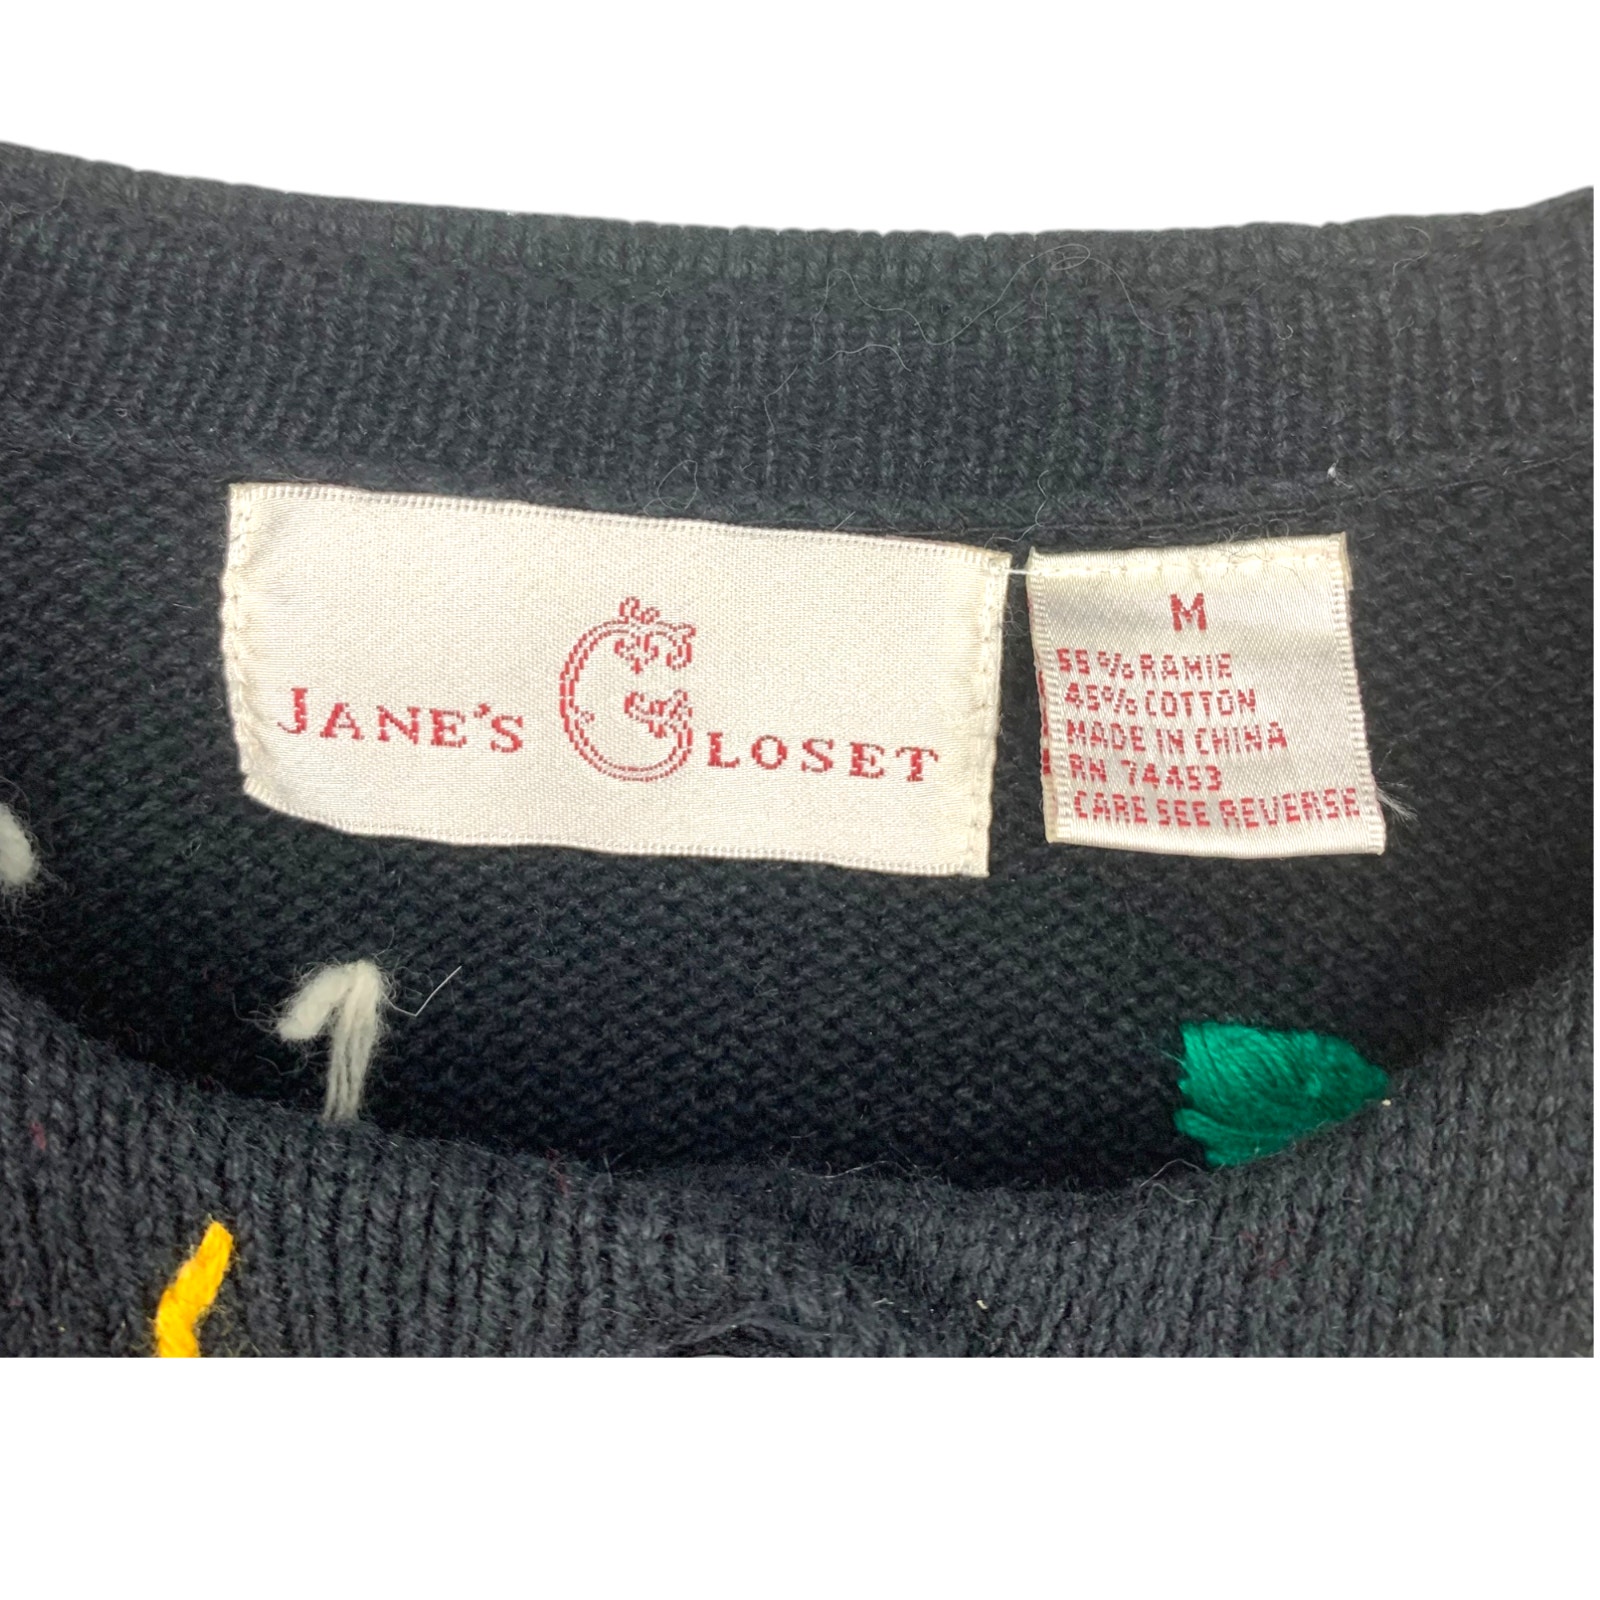 JANE'S CLOSET
M
55% RAMIE
45% COTTON
MADE IN CHINA
RN 74453
CARE SEE REVERSE